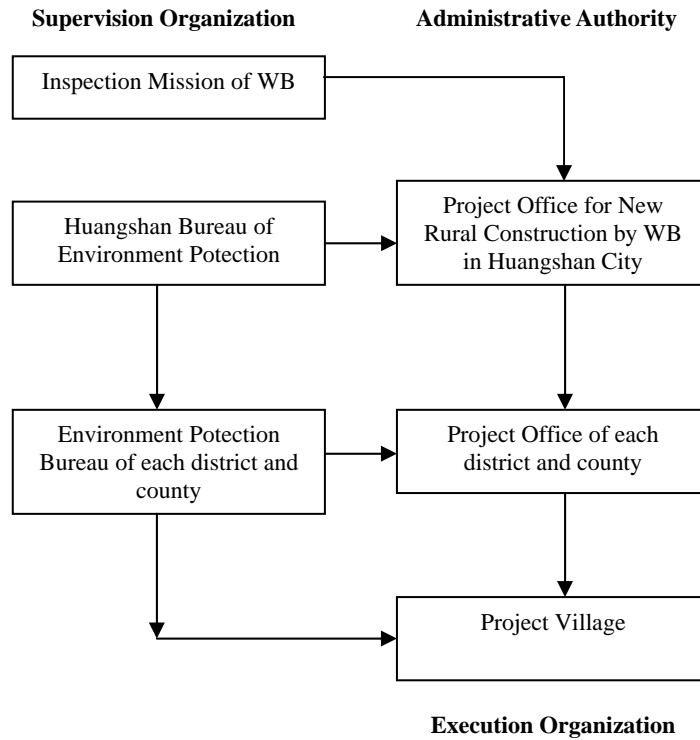 Supervision Organization
Administrative Authority
Inspection Mission of WB
Huangshan Bureau of
Environment Potection
Project Office for New
Rural Construction by WB
in Huangshan City
Environment Potection
Bureau of each district and
county
Project Office of each
district and county
Project Village
Execution Organization